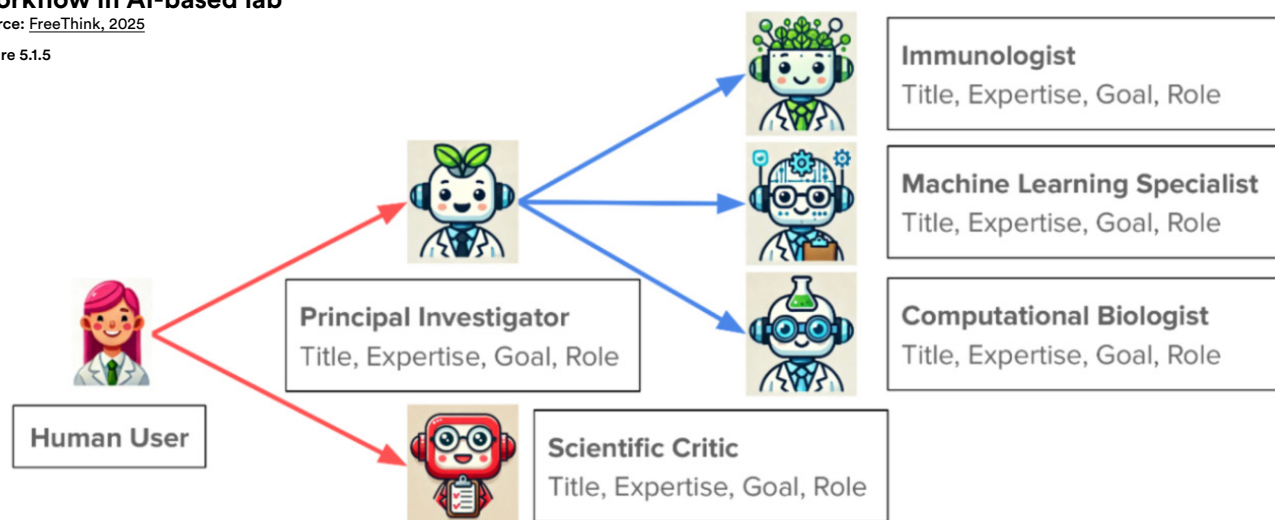 orkflow in AI-based lab
rce: FreeThink, 2025
re 5.1.5
Immunologist
Title, Expertise, Goal, Role
Machine Learning Specialist
Title, Expertise, Goal, Role
Principal Investigator
Title, Expertise, Goal, Role
Computational Biologist
Title, Expertise, Goal, Role
Human User
Scientific Critic
Title, Expertise, Goal, Role